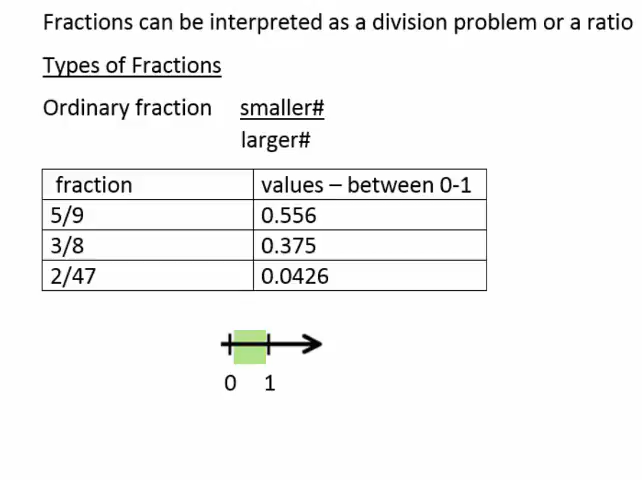 Fractions can be interpreted as a division problem or a ratio
Types of Fractions
Ordinary fraction smaller#
larger#
fraction values – between 0-1
5/9 0.556
3/8 0.375
2/47 0.0426
0 1